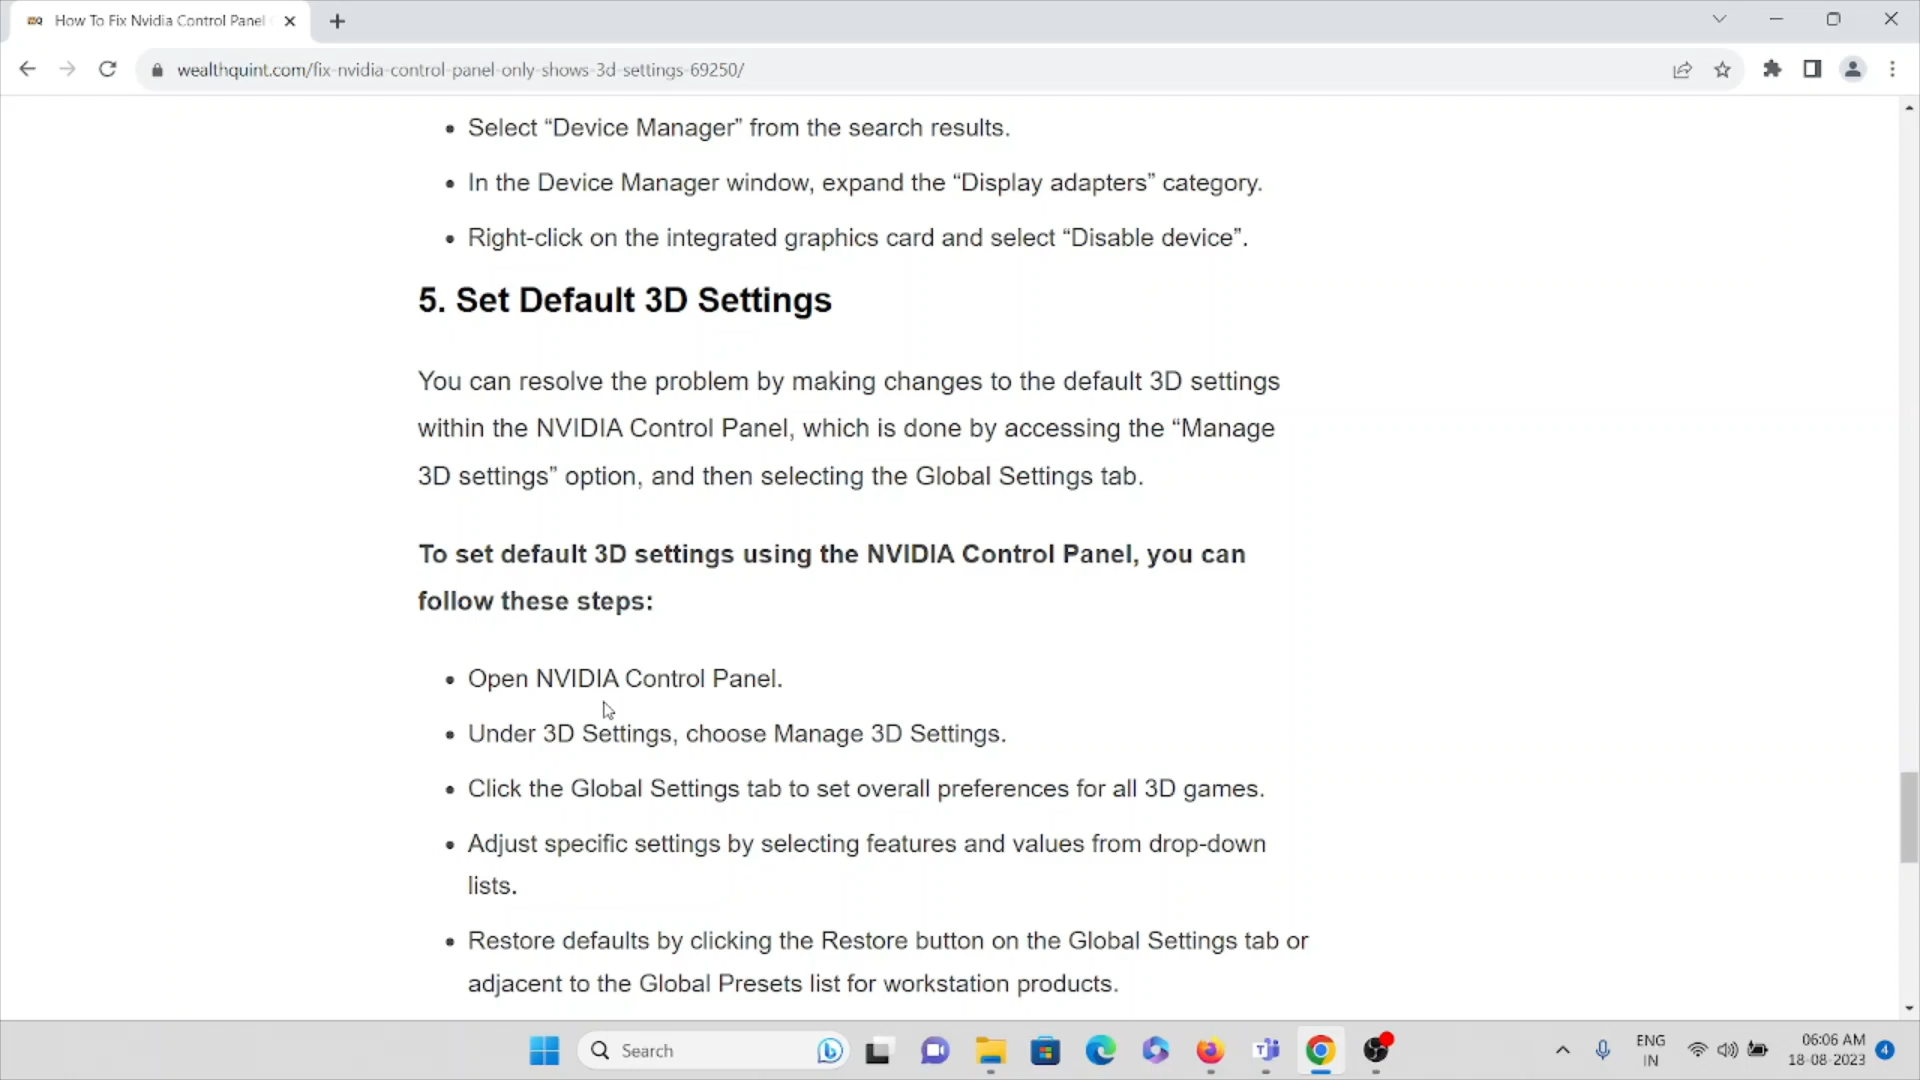 How To Fix Nvidia Control Panel
wealthquint.com/fix-nvidia-control-panel-only-shows-3d-settings-69250/
• Select “Device Manager” from the search results.
• In the Device Manager window, expand the “Display adapters” category.
• Right-click on the integrated graphics card and select “Disable device”.
5. Set Default 3D Settings
You can resolve the problem by making changes to the default 3D settings
within the NVIDIA Control Panel, which is done by accessing the “Manage
3D settings” option, and then selecting the Global Settings tab.
To set default 3D settings using the NVIDIA Control Panel, you can
follow these steps:
• Open NVIDIA Control Panel.
• Under 3D Settings, choose Manage 3D Settings.
• Click the Global Settings tab to set overall preferences for all 3D games.
• Adjust specific settings by selecting features and values from drop-down
lists.
• Restore defaults by clicking the Restore button on the Global Settings tab or
adjacent to the Global Presets list for workstation products.
Search
ENG
IN
06:06 AM
18-08-2023
4